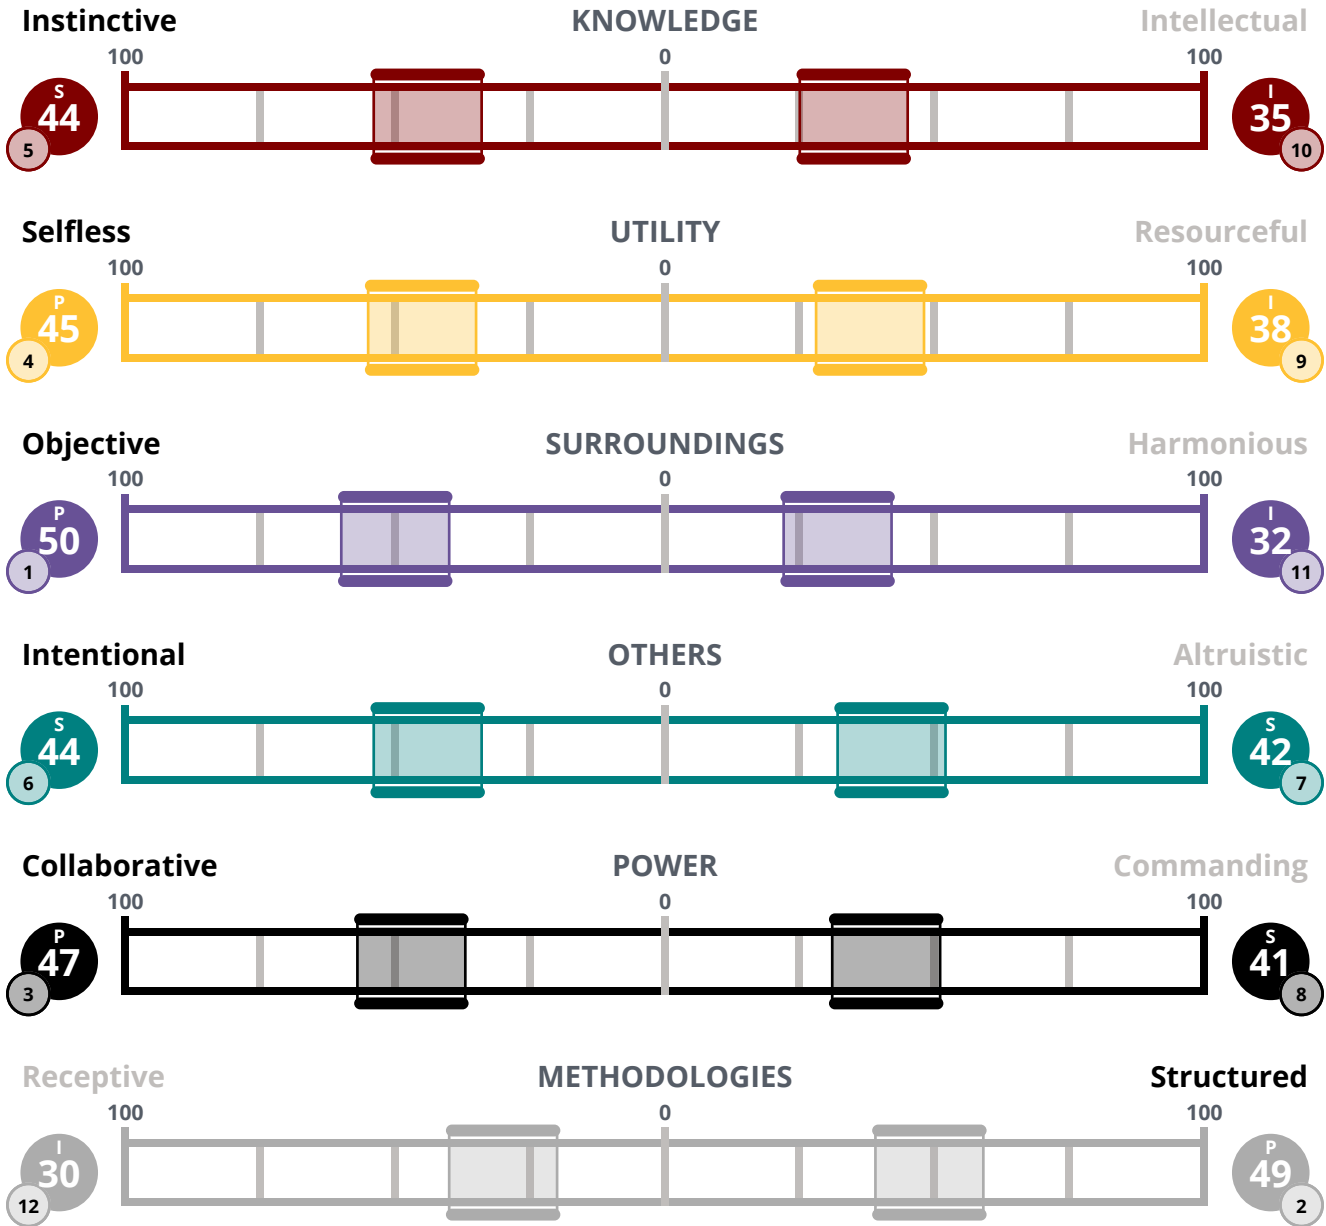 Instinctive KNOWLEDGE Intellectual
100 0 100
S I
44 35
5 10
Selfless UTILITY Resourceful
100 0 100
P I
45 38
4 9
Objective SURROUNDINGS Harmonious
100 0 100
P I
50 32
1 11
Intentional OTHERS Altruistic
100 0 100
S S
44 42
6 7
Collaborative POWER Commanding
100 0 100
P S
47 41
3 8
Receptive METHODOLOGIES Structured
100 0 100
I P
30 49
12 2